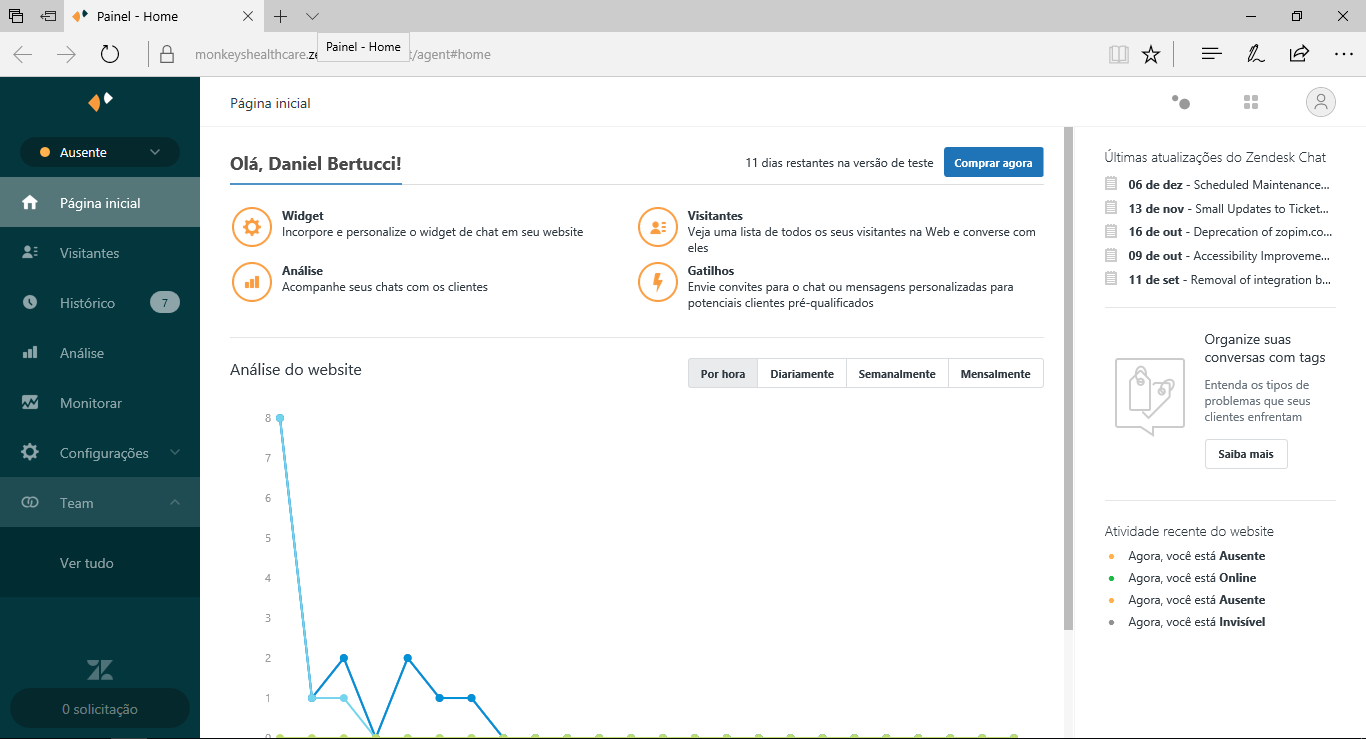 Painel - Home
Painel - Home
monkeyshealthcare.ze
t/agent#home
Ausente
Página inicial
Visitantes
Histórico
7
Análise
Monitorar
Configurações
Team
Ver tudo
0 solicitação
Página inicial
Olá, Daniel Bertucci!
11 dias restantes na versão de teste
Comprar agora
Widget
Incorpore e personalize o widget de chat em seu website
Visitantes
Veja uma lista de todos os seus visitantes na Web e converse com
eles
Análise
Acompanhe seus chats com os clientes
Gatilhos
Envie convites para o chat ou mensagens personalizadas para
potenciais clientes pré-qualificados
Análise do website
Por hora
Diariamente
Semanalmente
Mensalmente
8
7
6
5
4
3
2
1
0
Últimas atualizações do Zendesk Chat
06 de dez - Scheduled Maintenance...
13 de nov - Small Updates to Ticket...
16 de out - Deprecation of zopim.co...
09 de out - Accessibility Improveme...
11 de set - Removal of integration b...
Organize suas
conversas com tags
Entenda os tipos de
problemas que seus
clientes enfrentam
Saiba mais
Atividade recente do website
Agora, você está Ausente
Agora, você está Online
Agora, você está Ausente
Agora, você está Invisível